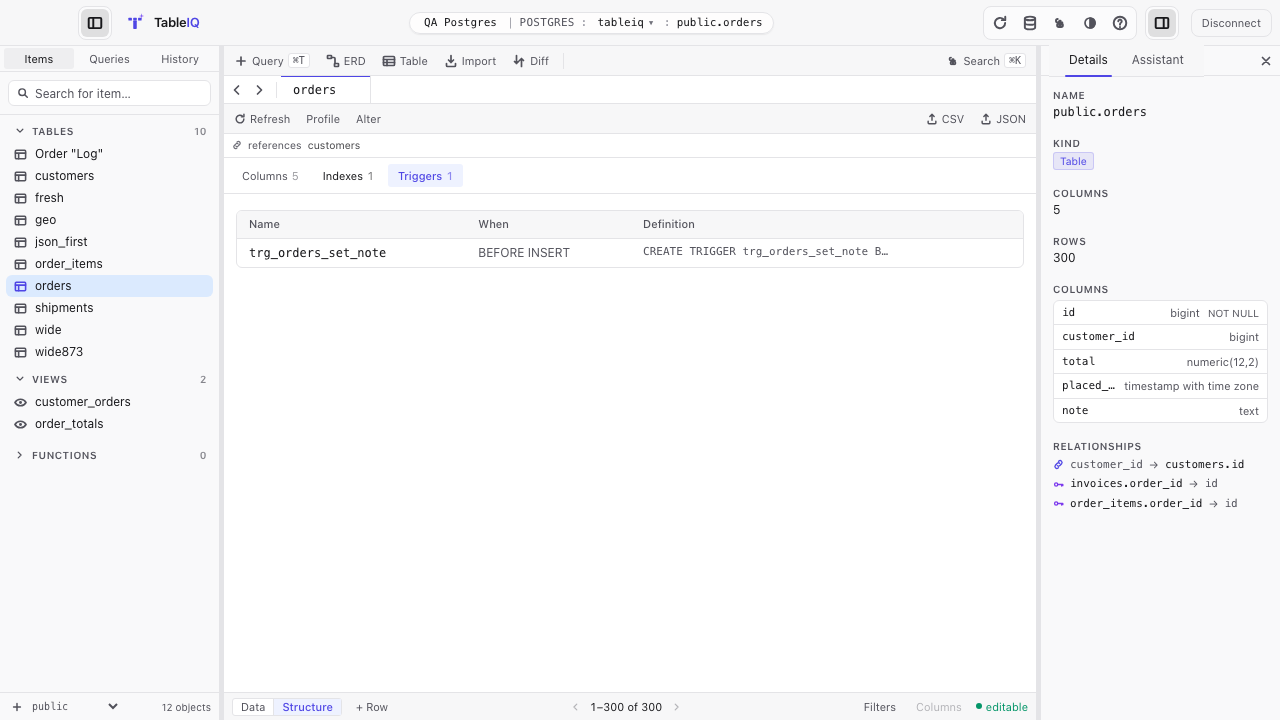 TableIQ
QA Postgres | POSTGRES : tableiq ▾ : public.orders
Disconnect
Items Queries History
Search for item...
TABLES 10
Order "Log"
customers
fresh
geo
json_first
order_items
orders
shipments
wide
wide873
VIEWS 2
customer_orders
order_totals
FUNCTIONS 0
+ public 12 objects
+ Query ⌘T ERD Table Import Diff Search ⌘K
orders
Refresh Profile Alter CSV JSON
references customers
Columns 5 Indexes 1 Triggers 1
Name When Definition
trg_orders_set_note BEFORE INSERT CREATE TRIGGER trg_orders_set_note B…
Data Structure + Row 1–300 of 300 Filters Columns editable
Details Assistant
NAME
public.orders
KIND
Table
COLUMNS
5
ROWS
300
COLUMNS
id bigint NOT NULL
customer_id bigint
total numeric(12,2)
placed_… timestamp with time zone
note text
RELATIONSHIPS
customer_id → customers.id
invoices.order_id → id
order_items.order_id → id